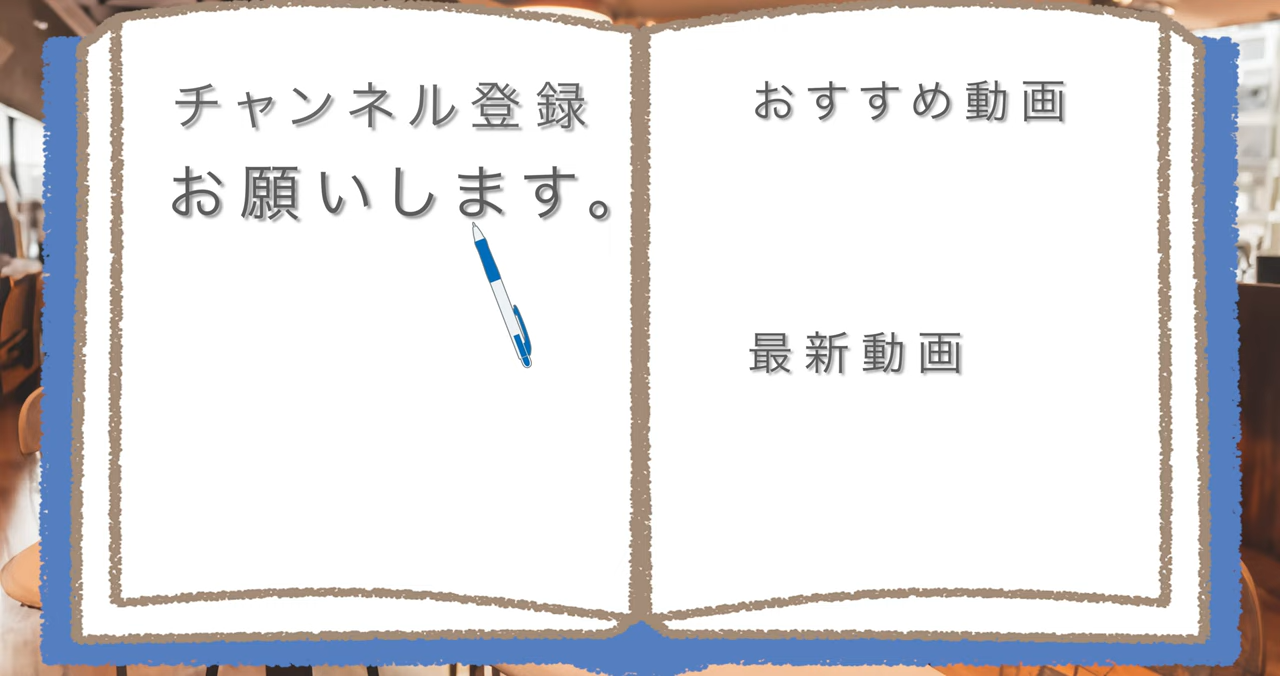 チャンネル登録
お願いします。
おすすめ動画
最新動画